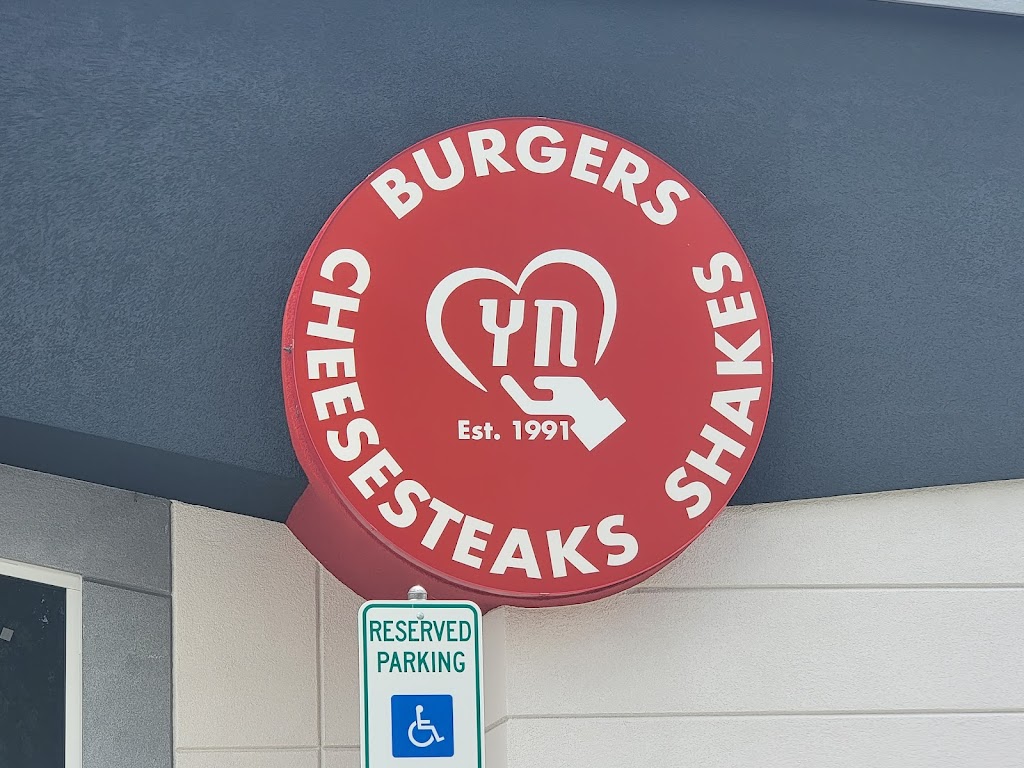 BURGERS
SHAKES
CHEESESTEAKS
YN
Est. 1991
RESERVED
PARKING